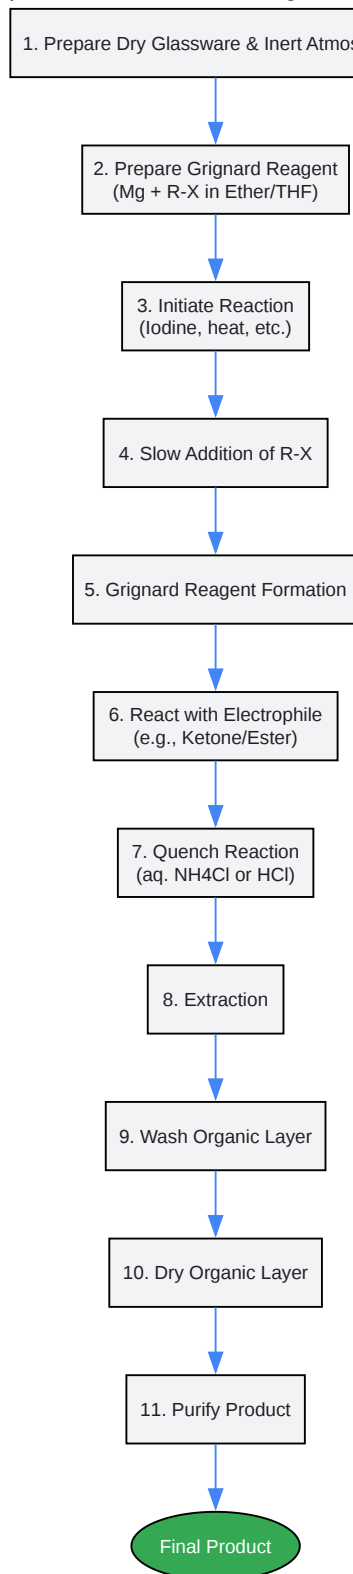 1. Prepare Dry Glassware & Inert
2. Prepare Grignard Reagent
(Mg + R-X in Ether/THF)
3. Initiate Reaction
(Iodine, heat, etc.)
4. Slow Addition of R-X
5. Grignard Reagent Formation
6. React with Electrophile
(e.g., Ketone/Ester)
7. Quench Reaction
(aq. NH4Cl or HCl)
8. Extraction
9. Wash Organic Layer
10. Dry Organic Layer
11. Purify Product
Final Product